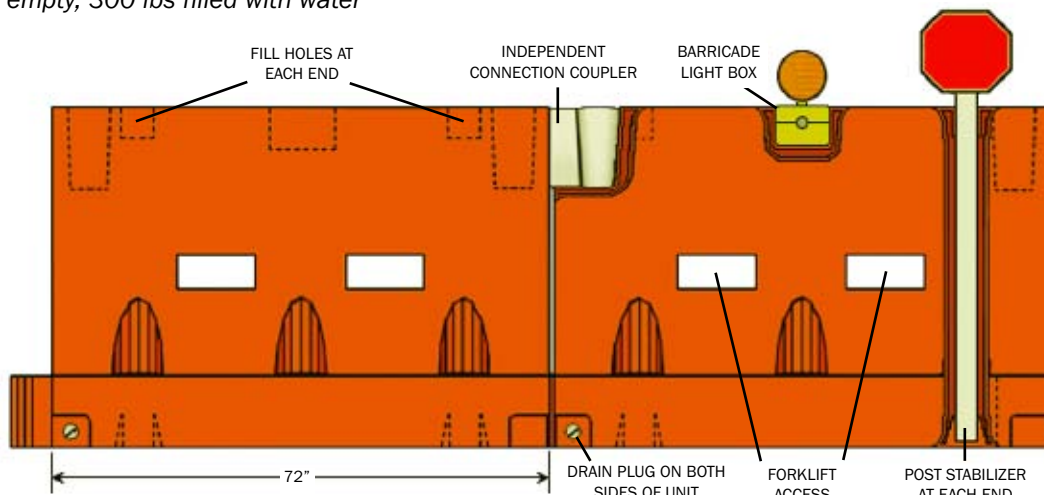 empty, 300 lbs filled with water
FILL HOLES AT
EACH END
INDEPENDENT
CONNECTION COUPLER
BARRICADE
LIGHT BOX
72"
DRAIN PLUG ON BOTH
SIDES OF UNIT
FORKLIFT
ACCESS
POST STABILIZER
AT EACH END